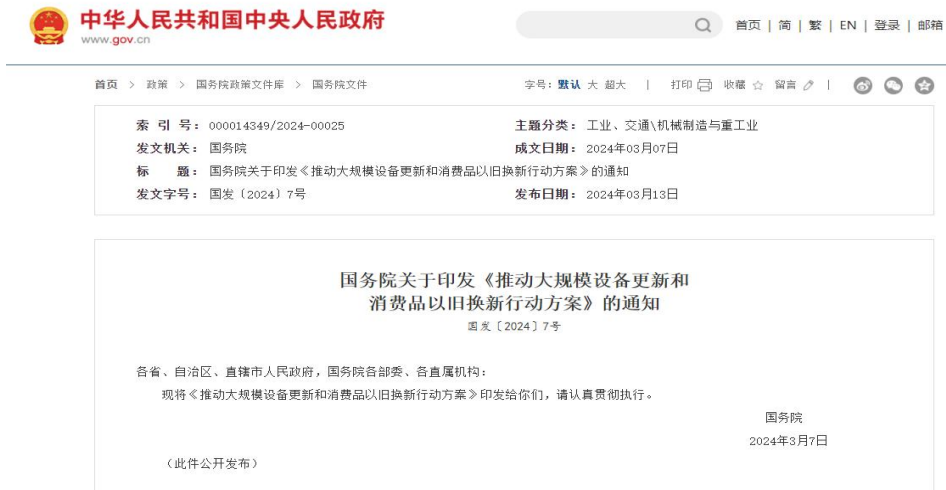 中华人民共和国中央人民政府
www.gov.cn
首页 | 简 | 繁 | EN | 登录 | 邮箱
首页 > 政策 > 国务院政策文件库 > 国务院文件
字号：默认 大 超大 | 打印 收藏 留言 |
索 引 号：000014349/2024-00025
主题分类：工业、交通\机械制造与重工业
发文机关：国务院
成文日期：2024年03月07日
标 题：国务院关于印发《推动大规模设备更新和消费品以旧换新行动方案》的通知
发文字号：国发〔2024〕7号
发布日期：2024年03月13日
国务院关于印发《推动大规模设备更新和
消费品以旧换新行动方案》的通知
国发〔2024〕7号
各省、自治区、直辖市人民政府，国务院各部委、各直属机构：
现将《推动大规模设备更新和消费品以旧换新行动方案》印发给你们，请认真贯彻执行。
国务院
2024年3月7日
（此件公开发布）